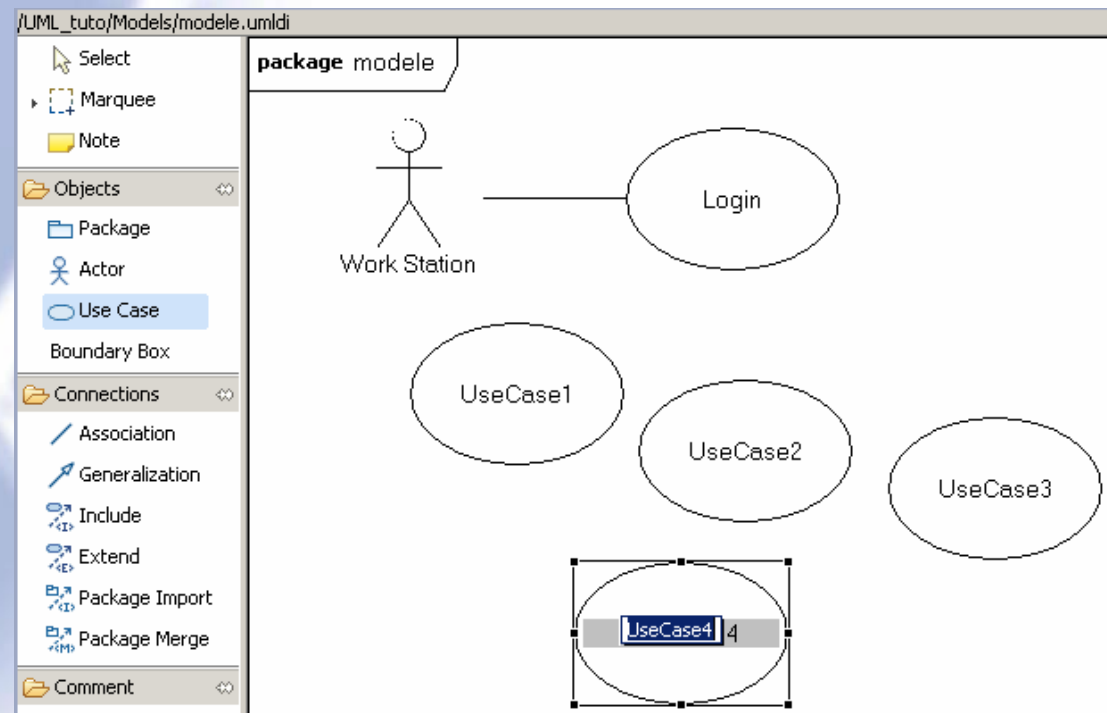 /UML_tuto/Models/modele.umldi
Select
Marquee
Note
Objects
Package
Actor
Use Case
Boundary Box
Connections
Association
Generalization
Include
Extend
Package Import
Package Merge
Comment
package modele
Work Station
Login
UseCase1
UseCase2
UseCase3
UseCase4 4